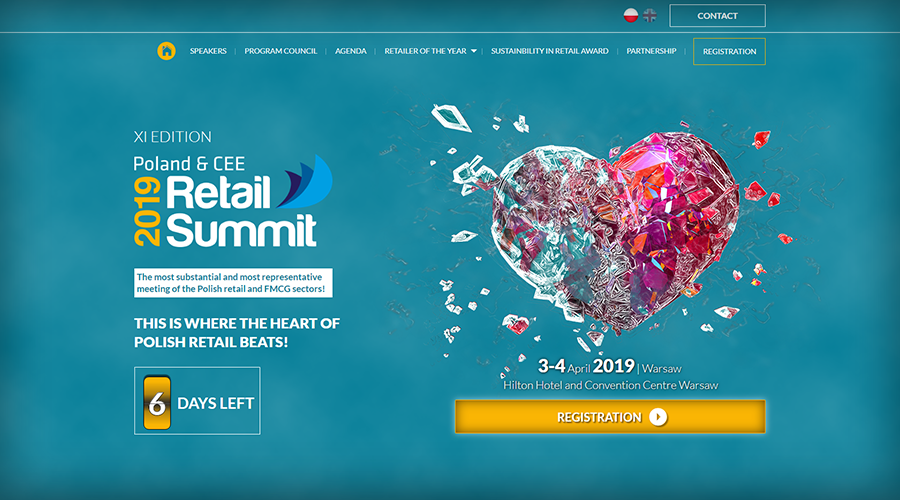 CONTACT
SPEAKERS | PROGRAM COUNCIL | AGENDA | RETAILER OF THE YEAR | SUSTAINBILITY IN RETAIL AWARD | PARTNERSHIP | REGISTRATION
XI EDITION
Poland & CEE
2019 Retail
Summit
The most substantial and most representative
meeting of the Polish retail and FMCG sectors!
THIS IS WHERE THE HEART OF
POLISH RETAIL BEATS!
6 DAYS LEFT
3-4 April 2019 | Warsaw
Hilton Hotel and Convention Centre Warsaw
REGISTRATION